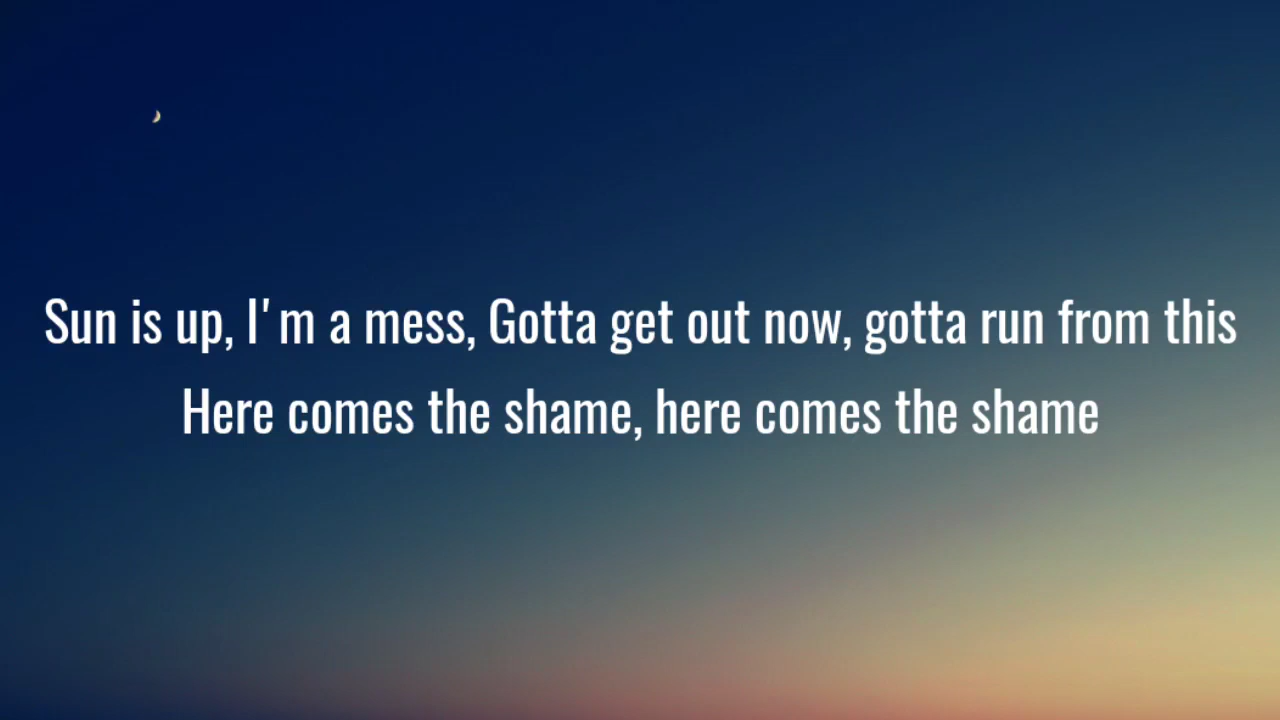 Sun is up, I'm a mess, Gotta get out now, gotta run from this
Here comes the shame, here comes the shame